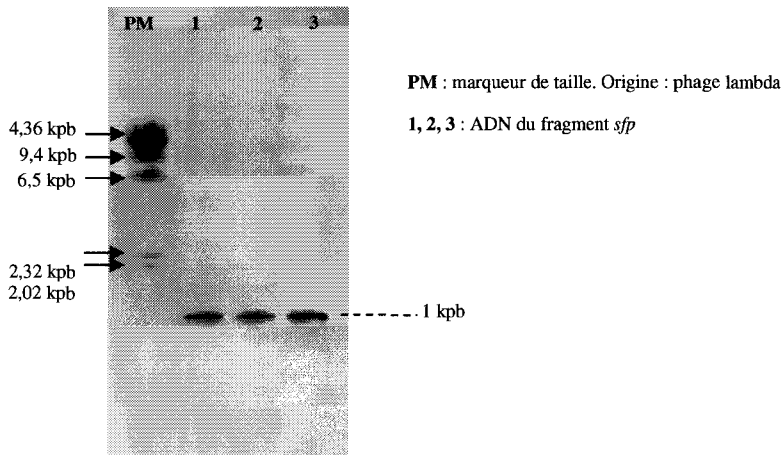 PM 1 2 3
PM : marqueur de taille. Origine : phage lambda
1, 2, 3 : ADN du fragment sfp
4,36 kpb
9,4 kpb
6,5 kpb
2,32 kpb
2,02 kpb
1 kpb